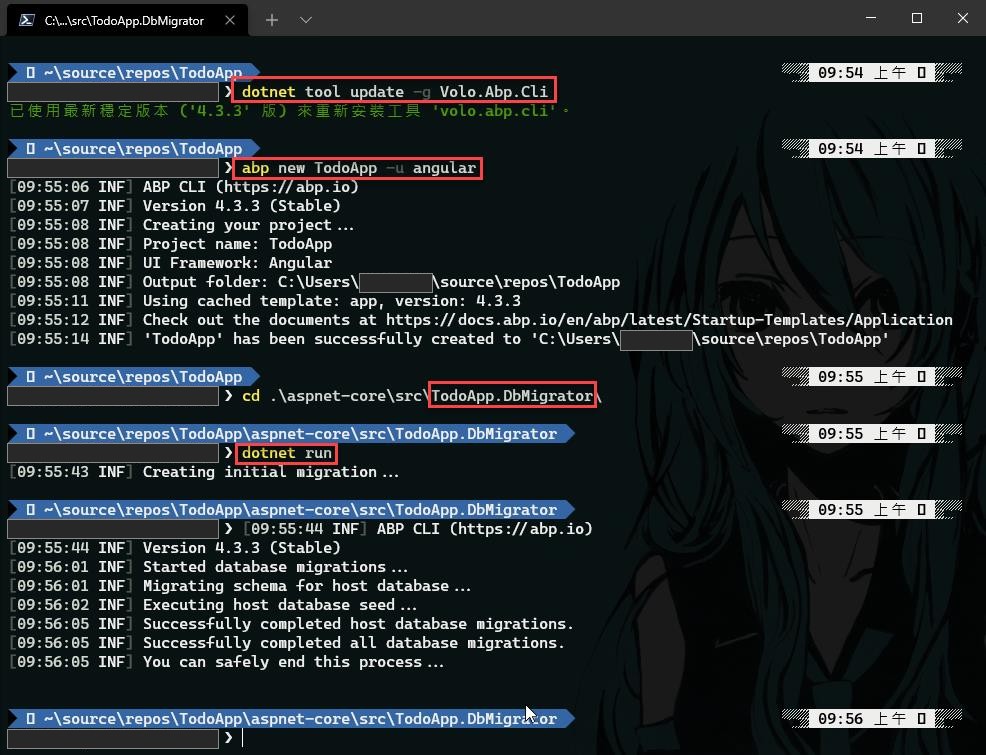 C:\...\src\TodoApp.DbMigrator
~\source\repos\TodoApp 09:54 上午
❯ dotnet tool update -g Volo.Abp.Cli
已使用最新穩定版本 ('4.3.3' 版) 來重新安裝工具 'volo.abp.cli'。
~\source\repos\TodoApp 09:54 上午
❯ abp new TodoApp -u angular
[09:55:06 INF] ABP CLI (https://abp.io)
[09:55:07 INF] Version 4.3.3 (Stable)
[09:55:08 INF] Creating your project...
[09:55:08 INF] Project name: TodoApp
[09:55:08 INF] UI Framework: Angular
[09:55:08 INF] Output folder: C:\Users\ \source\repos\TodoApp
[09:55:11 INF] Using cached template: app, version: 4.3.3
[09:55:12 INF] Check out the documents at https://docs.abp.io/en/abp/latest/Startup-Templates/Application
[09:55:14 INF] 'TodoApp' has been successfully created to 'C:\Users\ \source\repos\TodoApp'
~\source\repos\TodoApp 09:55 上午
❯ cd .\aspnet-core\src\TodoApp.DbMigrator\
~\source\repos\TodoApp\aspnet-core\src\TodoApp.DbMigrator 09:55 上午
❯ dotnet run
[09:55:43 INF] Creating initial migration...
~\source\repos\TodoApp\aspnet-core\src\TodoApp.DbMigrator 09:55 上午
❯ [09:55:44 INF] ABP CLI (https://abp.io)
[09:55:44 INF] Version 4.3.3 (Stable)
[09:56:01 INF] Started database migrations...
[09:56:01 INF] Migrating schema for host database...
[09:56:02 INF] Executing host database seed...
[09:56:05 INF] Successfully completed host database migrations.
[09:56:05 INF] Successfully completed all database migrations.
[09:56:05 INF] You can safely end this process...
~\source\repos\TodoApp\aspnet-core\src\TodoApp.DbMigrator 09:56 上午
❯